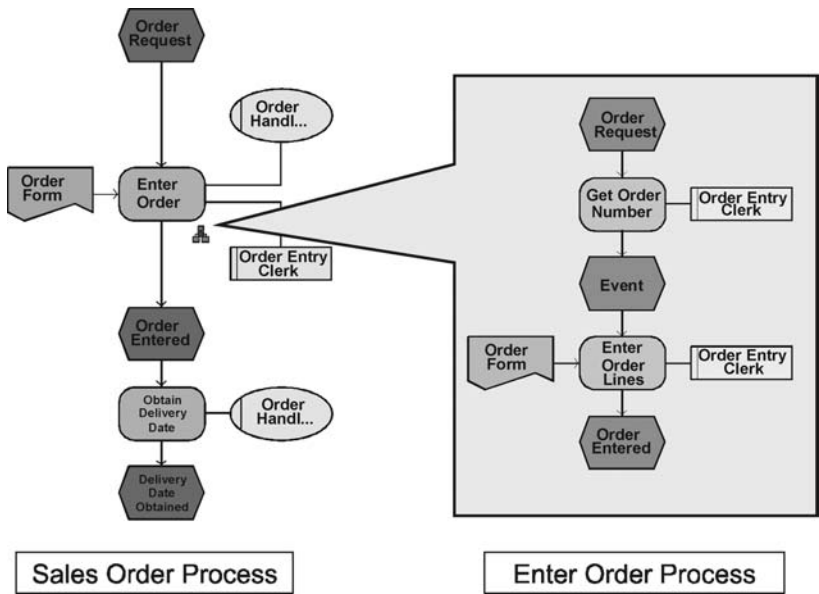 Order
Request
Order
Handl...
Order
Form
Enter
Order
Order Entry
Clerk
Order
Entered
Obtain
Delivery
Date
Order
Handl...
Delivery
Date
Obtained
Sales Order Process
Order
Request
Get Order
Number
Order Entry
Clerk
Event
Order
Form
Enter
Order
Lines
Order Entry
Clerk
Order
Entered
Enter Order Process